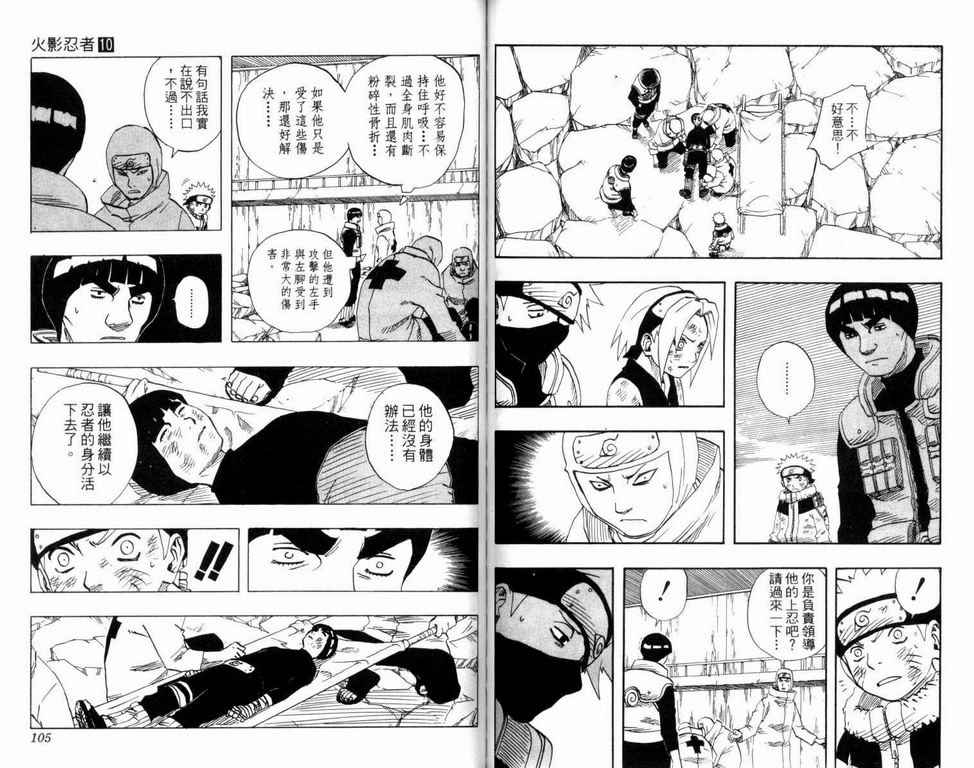 火影忍者10
不…不
好意思！
……
！
你是負責領導
他的上忍吧？
請過來一下…
！
他好不容易保
持住呼吸…不
過全身肌肉斷
裂，而且還有
粉碎性骨折…
如果他只是
受了這些傷
，那還好解
決……
但他遭到
攻擊的左手
與左腳受到
非常大的傷
害。
有句話我實
在說不出口
，不過……
……
他的身體
已經沒有
辦法……
讓他繼續以
忍者的身分活
下去了。
!!
105